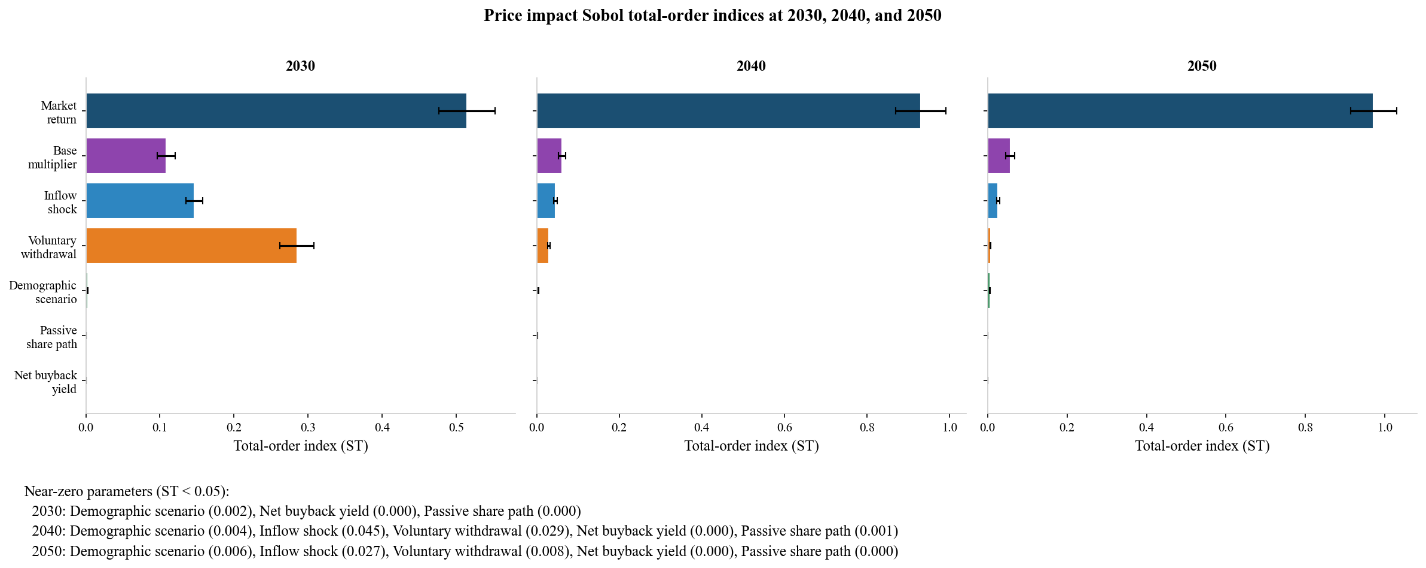 Price impact Sobol total-order indices at 2030, 2040, and 2050
2030
2040
2050
Market
return
Base
multiplier
Inflow
shock
Voluntary
withdrawal
Demographic
scenario
Passive
share path
Net buyback
yield
0.0 0.1 0.2 0.3 0.4 0.5
0.0 0.2 0.4 0.6 0.8 1.0
0.0 0.2 0.4 0.6 0.8 1.0
Total-order index (ST)
Total-order index (ST)
Total-order index (ST)
Near-zero parameters (ST < 0.05):
2030: Demographic scenario (0.002), Net buyback yield (0.000), Passive share path (0.000)
2040: Demographic scenario (0.004), Inflow shock (0.045), Voluntary withdrawal (0.029), Net buyback yield (0.000), Passive share path (0.001)
2050: Demographic scenario (0.006), Inflow shock (0.027), Voluntary withdrawal (0.008), Net buyback yield (0.000), Passive share path (0.000)